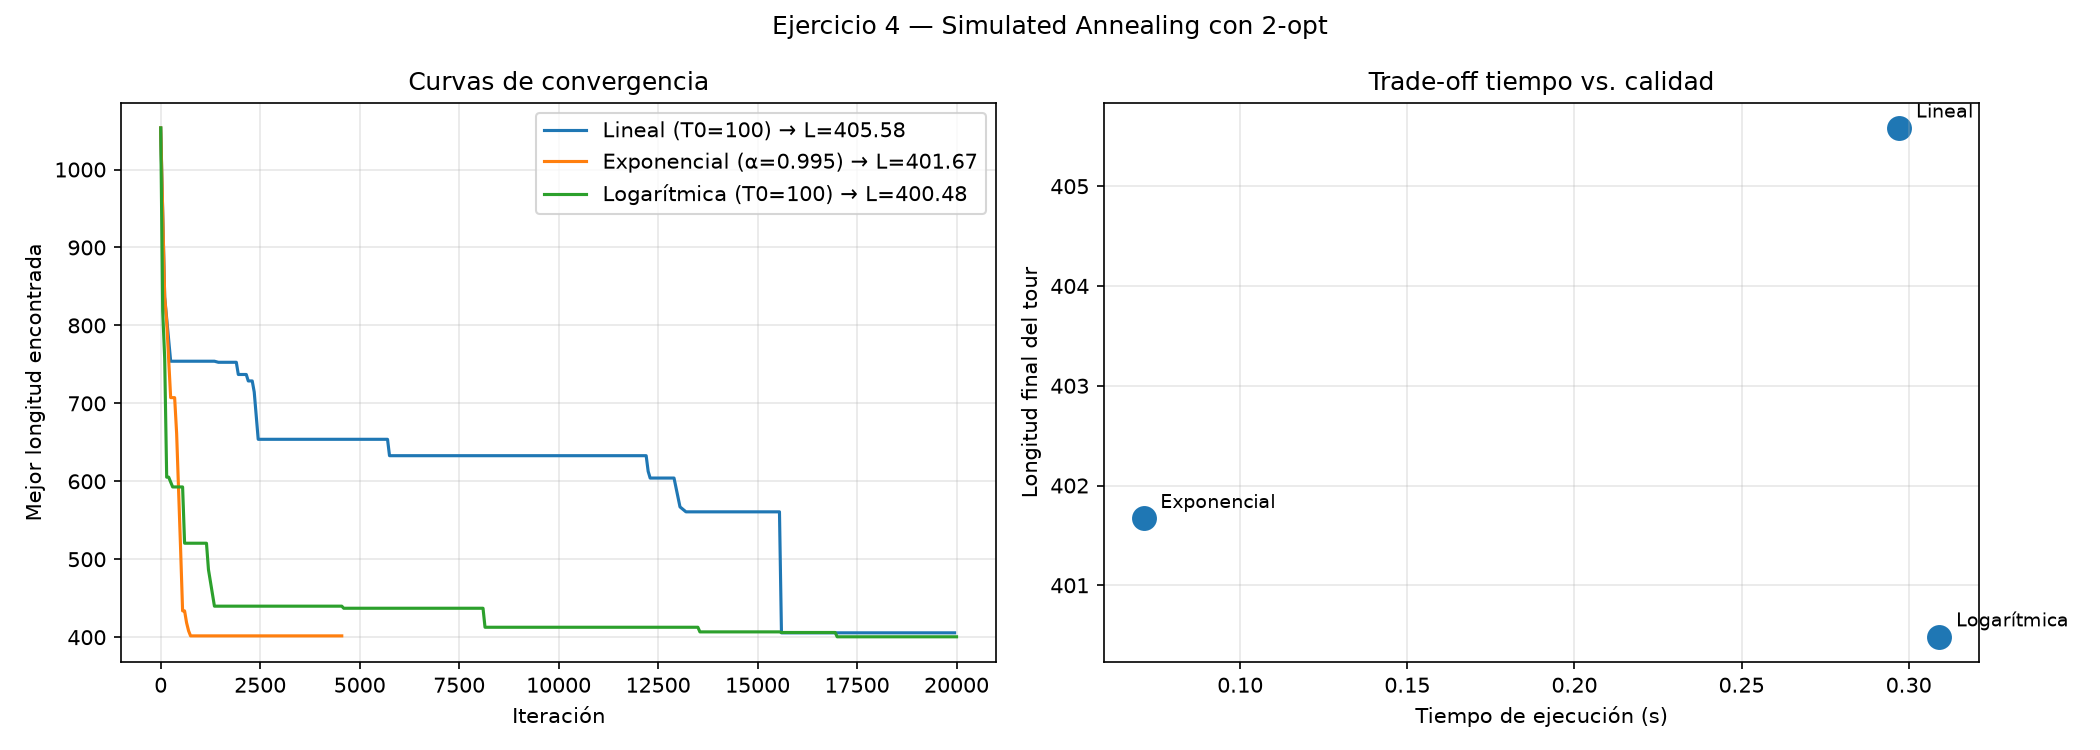 Ejercicio 4 — Simulated Annealing con 2-opt
Curvas de convergencia
Mejor longitud encontrada
1000
900
800
700
600
500
400
Lineal (T0=100) → L=405.58
Exponencial (α=0.995) → L=401.67
Logarítmica (T0=100) → L=400.48
0 2500 5000 7500 10000 12500 15000 17500 20000
Iteración
Trade-off tiempo vs. calidad
Longitud final del tour
405
404
403
402
401
Lineal
Exponencial
Logarítmica
0.10 0.15 0.20 0.25 0.30
Tiempo de ejecución (s)